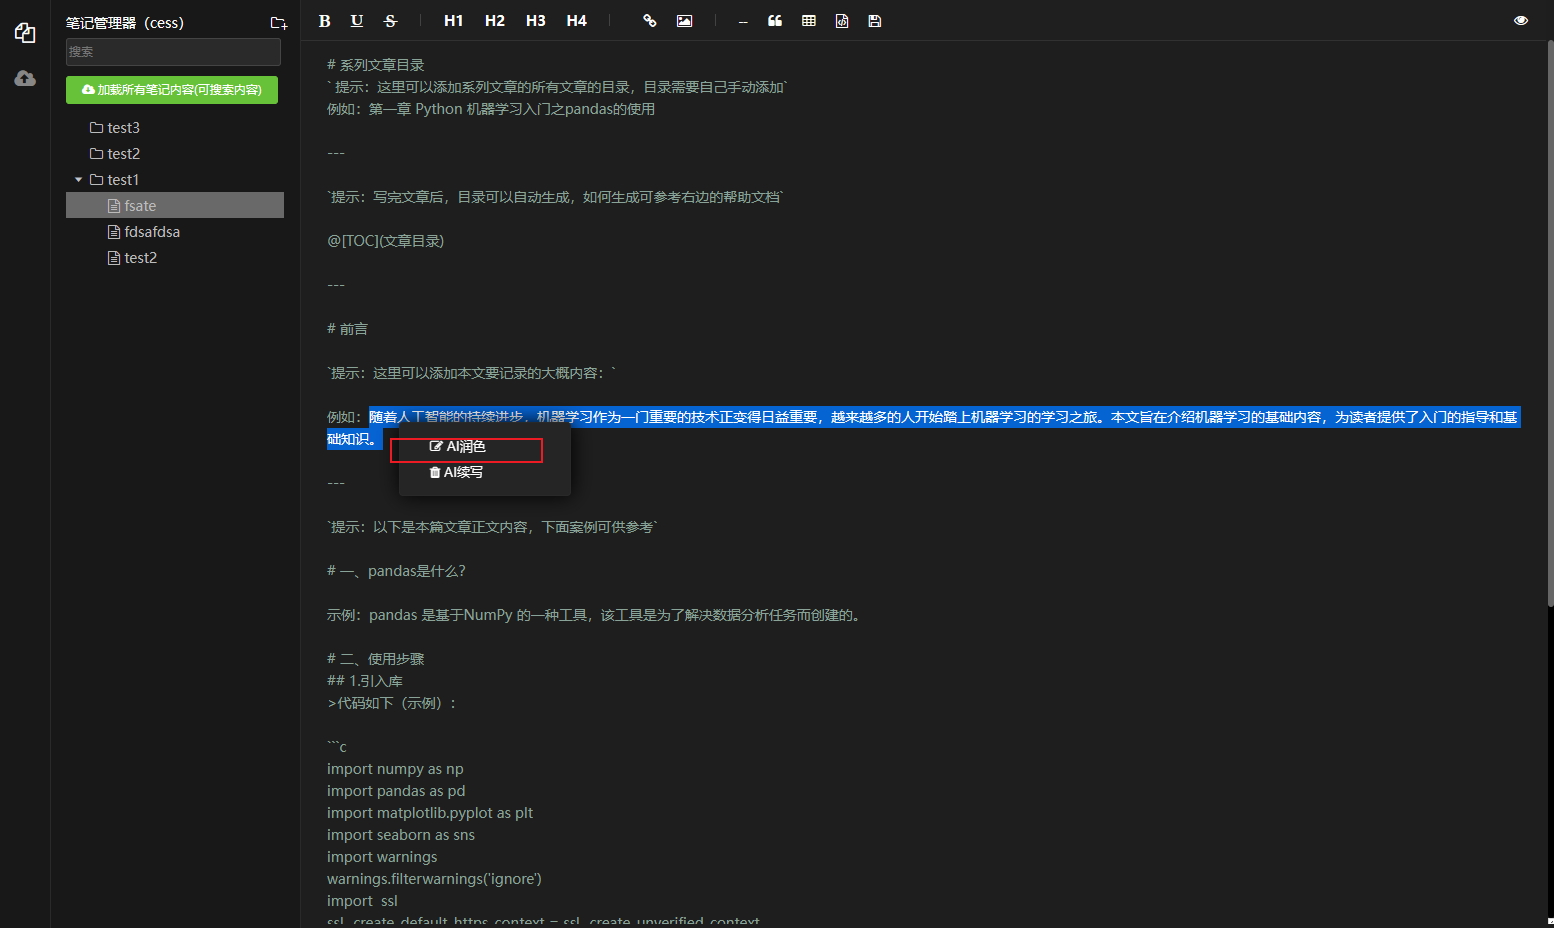 笔记管理器（cess）
搜索
加载所有笔记内容(可搜索内容)
test3
test2
test1
fsate
fdsafdsa
test2
B U S H1 H2 H3 H4
# 系列文章目录
` 提示：这里可以添加系列文章的所有文章的目录，目录需要自己手动添加`
例如：第一章 Python 机器学习入门之pandas的使用
---
`提示：写完文章后，目录可以自动生成，如何生成可参考右边的帮助文档`
@[TOC](文章目录)
---
# 前言
`提示：这里可以添加本文要记录的大概内容：`
例如：随着人工智能的持续进步，机器学习作为一门重要的技术正变得日益重要，越来越多的人开始踏上机器学习的学习之旅。本文旨在介绍机器学习的基础内容，为读者提供了入门的指导和基
础知识。
AI润色
AI续写
---
`提示：以下是本篇文章正文内容，下面案例可供参考`
# 一、pandas是什么？
示例：pandas 是基于NumPy 的一种工具，该工具是为了解决数据分析任务而创建的。
# 二、使用步骤
## 1.引入库
>代码如下（示例）：
```c
import numpy as np
import pandas as pd
import matplotlib.pyplot as plt
import seaborn as sns
import warnings
warnings.filterwarnings('ignore')
import  ssl
ssl._create_default_https_context = ssl._create_unverified_context